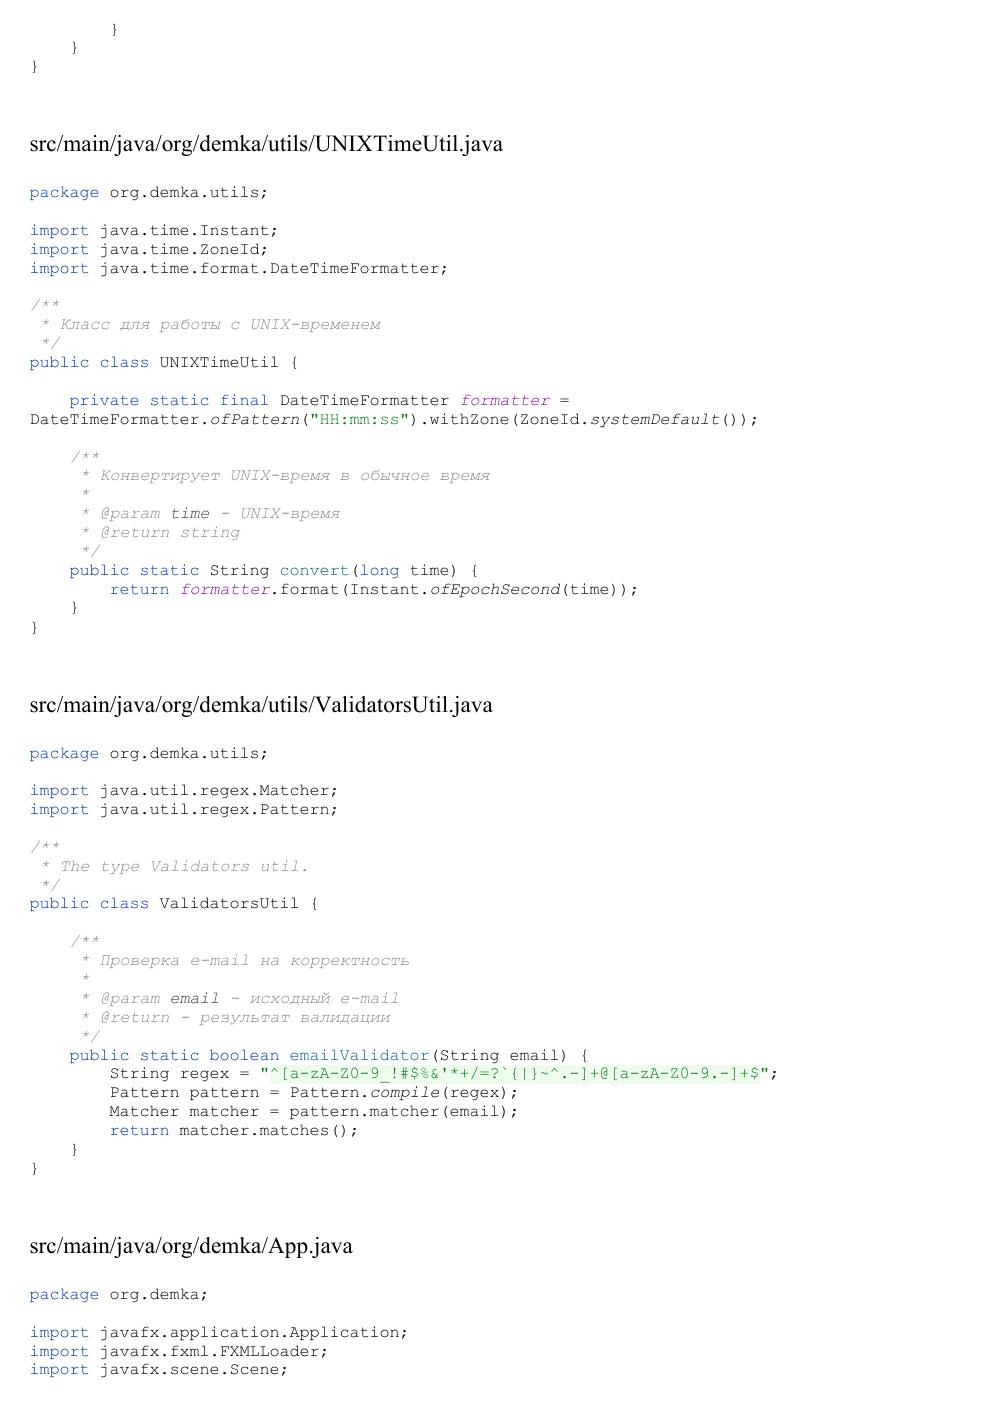 }
    }
}
src/main/java/org/demka/utils/UNIXTimeUtil.java
package org.demka.utils;
import java.time.Instant;
import java.time.ZoneId;
import java.time.format.DateTimeFormatter;
/**
 * Класс для работы с UNIX-временем
 */
public class UNIXTimeUtil {
    private static final DateTimeFormatter formatter =
DateTimeFormatter.ofPattern("HH:mm:ss").withZone(ZoneId.systemDefault());
    /**
     * Конвертирует UNIX-время в обычное время
     *
     * @param time - UNIX-время
     * @return string
     */
    public static String convert(long time) {
        return formatter.format(Instant.ofEpochSecond(time));
    }
}
src/main/java/org/demka/utils/ValidatorsUtil.java
package org.demka.utils;
import java.util.regex.Matcher;
import java.util.regex.Pattern;
/**
 * The type Validators util.
 */
public class ValidatorsUtil {
    /**
     * Проверка e-mail на корректность
     *
     * @param email - исходный e-mail
     * @return - результат валидации
     */
    public static boolean emailValidator(String email) {
        String regex = "^[a-zA-Z0-9_!#$%&'*+/=?`{|}~^.-]+@[a-zA-Z0-9.-]+$";
        Pattern pattern = Pattern.compile(regex);
        Matcher matcher = pattern.matcher(email);
        return matcher.matches();
    }
}
src/main/java/org/demka/App.java
package org.demka;
import javafx.application.Application;
import javafx.fxml.FXMLLoader;
import javafx.scene.Scene;